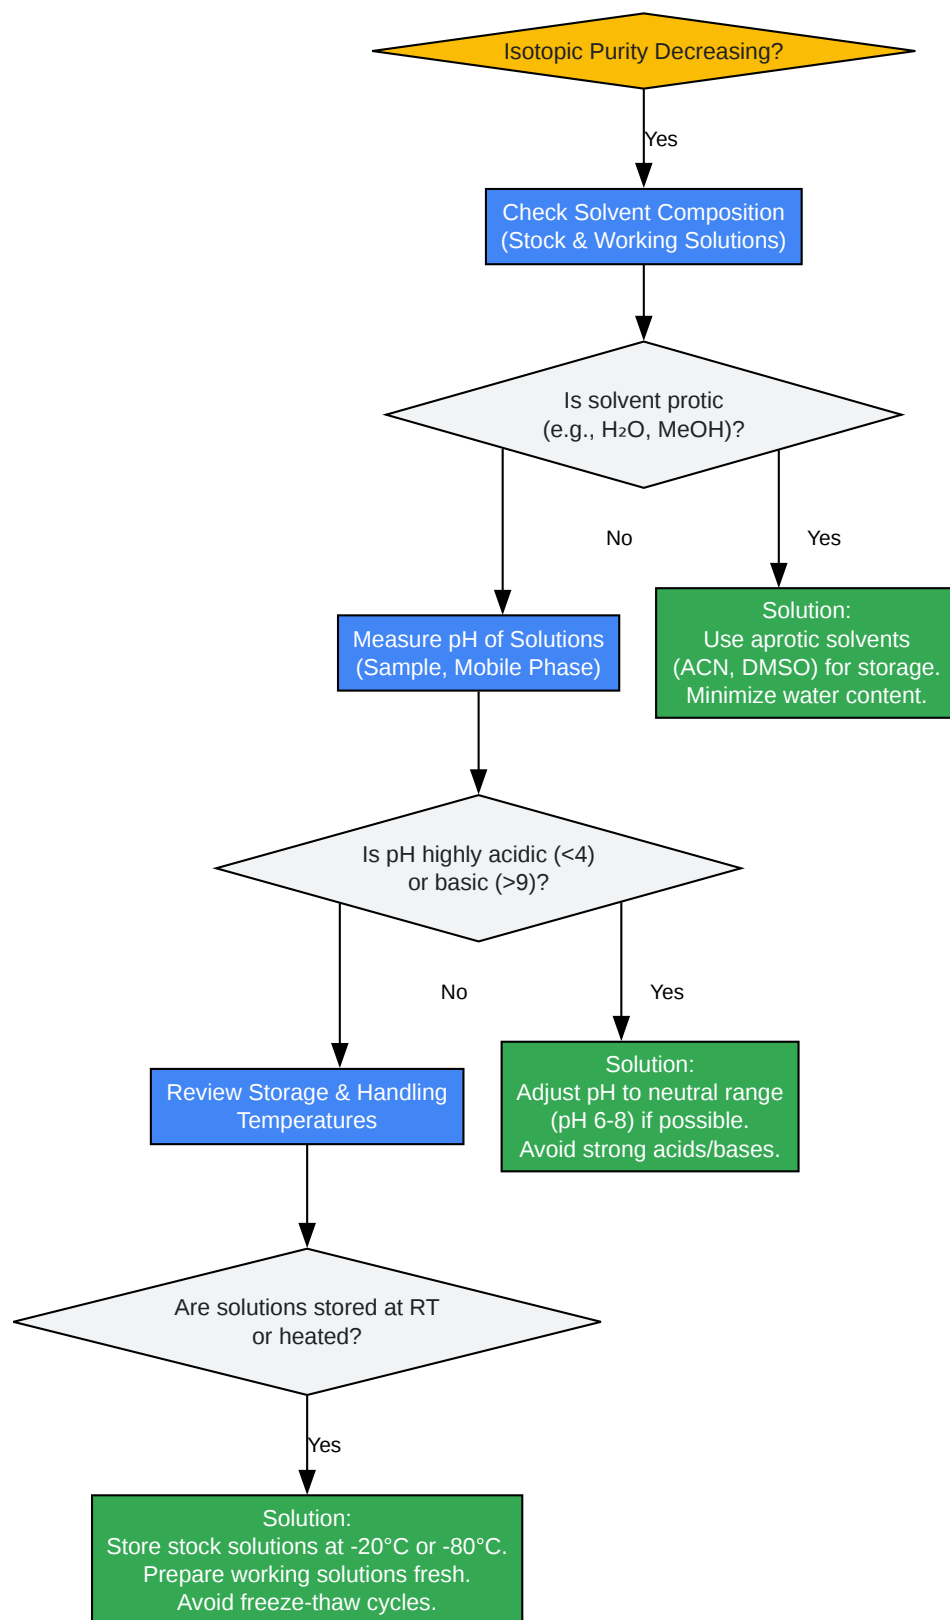 Isotopic Purity Decreasing?
Yes
Check Solvent Composition
(Stock & Working Solutions)
Is solvent protic
(e.g., H₂O, MeOH)?
No
Yes
Measure pH of Solutions
(Sample, Mobile Phase)
Solution:
Use aprotic solvents
(ACN, DMSO) for storage.
Minimize water content.
Is pH highly acidic (<4)
or basic (>9)?
No
Yes
Review Storage & Handling
Temperatures
Solution:
Adjust pH to neutral range
(pH 6-8) if possible.
Avoid strong acids/bases.
Are solutions stored at RT
or heated?
Yes
Solution:
Store stock solutions at -20°C or -80°C.
Prepare working solutions fresh.
Avoid freeze-thaw cycles.